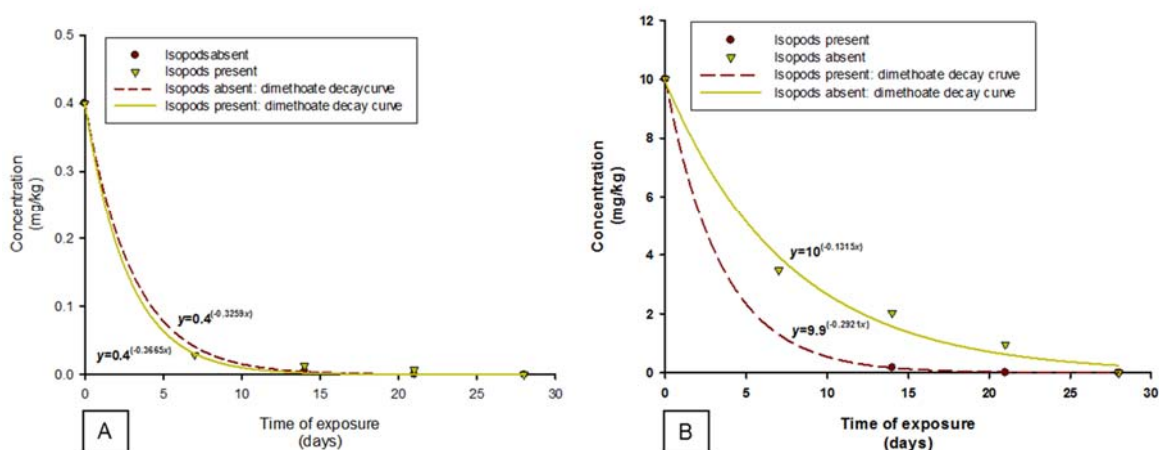 0.5
0.4
0.3
0.2
0.1
0.0
Concentration
(mg/kg)
Isopodsabsent
Isopods present
Isopods absent: dimethoate decaycurve
Isopods present: dimethoate decay curve
y=0.4(-0.3259x)
y=0.4(-0.3665x)
0 5 10 15 20 25 30
Time of exposure
(days)
A
12
10
8
6
4
2
0
Concentration
(mg/kg)
Isopods present
Isopods absent
Isopods present: dimethoate decay cruve
Isopods absent: dimethoate decay curve
y=10(-0.1315x)
y=9.9(-0.2921x)
0 5 10 15 20 25 30
Time of exposure
(days)
B